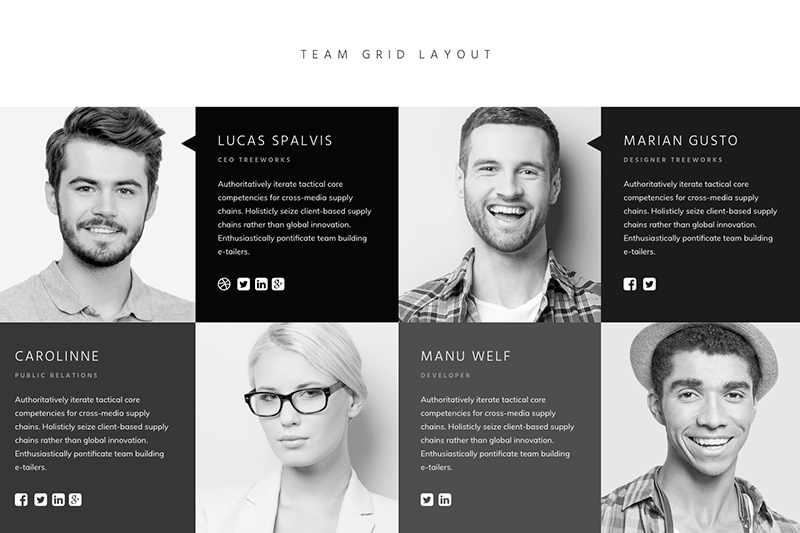 TEAM GRID LAYOUT
LUCAS SPALVIS
CEO TREEWORKS
Authoritatively iterate tactical core
competencies for cross-media supply
chains. Holisticly seize client-based supply
chains rather than global innovation.
Enthusiastically pontificate team building
e-tailers.
MARIAN GUSTO
DESIGNER TREEWORKS
Authoritatively iterate tactical core
competencies for cross-media supply
chains. Holisticly seize client-based supply
chains rather than global innovation.
Enthusiastically pontificate team building
e-tailers.
CAROLINNE
PUBLIC RELATIONS
Authoritatively iterate tactical core
competencies for cross-media supply
chains. Holisticly seize client-based supply
chains rather than global innovation.
Enthusiastically pontificate team building
e-tailers.
MANU WELF
DEVELOPER
Authoritatively iterate tactical core
competencies for cross-media supply
chains. Holisticly seize client-based supply
chains rather than global innovation.
Enthusiastically pontificate team building
e-tailers.